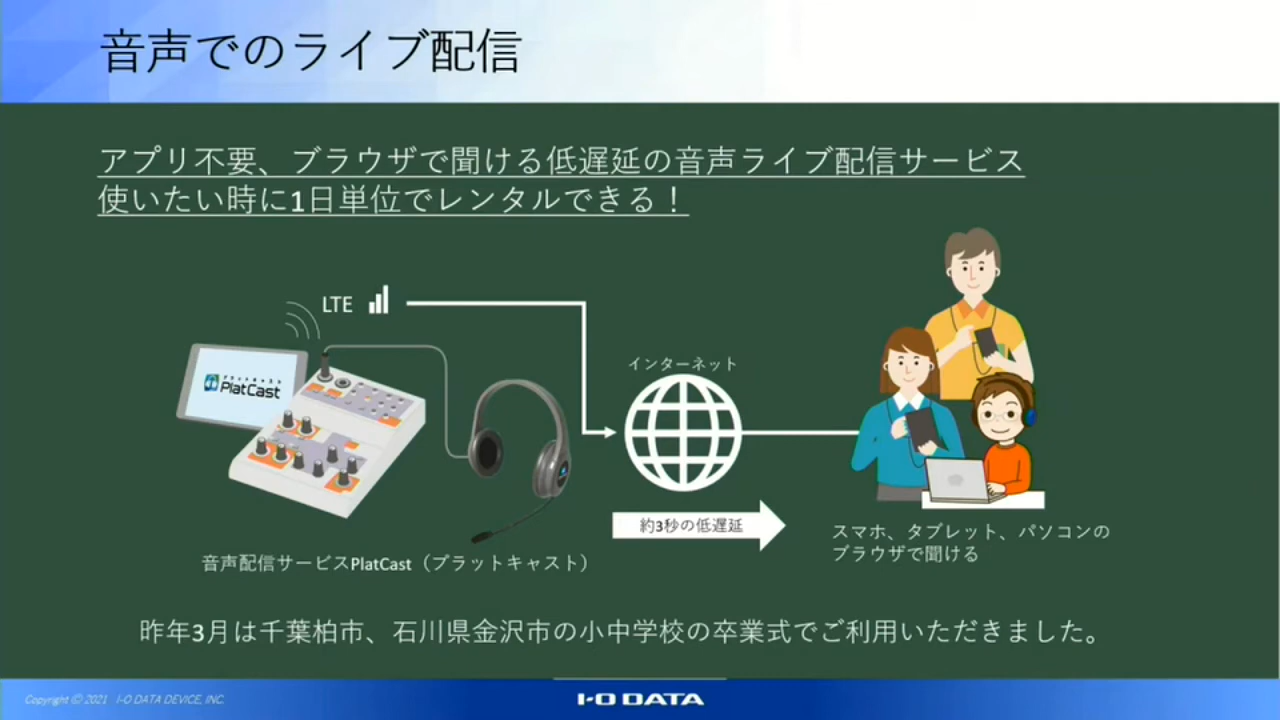 音声でのライブ配信
アプリ不要、ブラウザで聞ける低遅延の音声ライブ配信サービス
使いたい時に1日単位でレンタルできる！
LTE
プラットキャスト
PlatCast
インターネット
約3秒の低遅延
スマホ、タブレット、パソコンの
ブラウザで聞ける
音声配信サービスPlatCast（プラットキャスト）
昨年3月は千葉柏市、石川県金沢市の小中学校の卒業式でご利用いただきました。
Copyright © 2021 I-O DATA DEVICE, INC.
I-O DATA